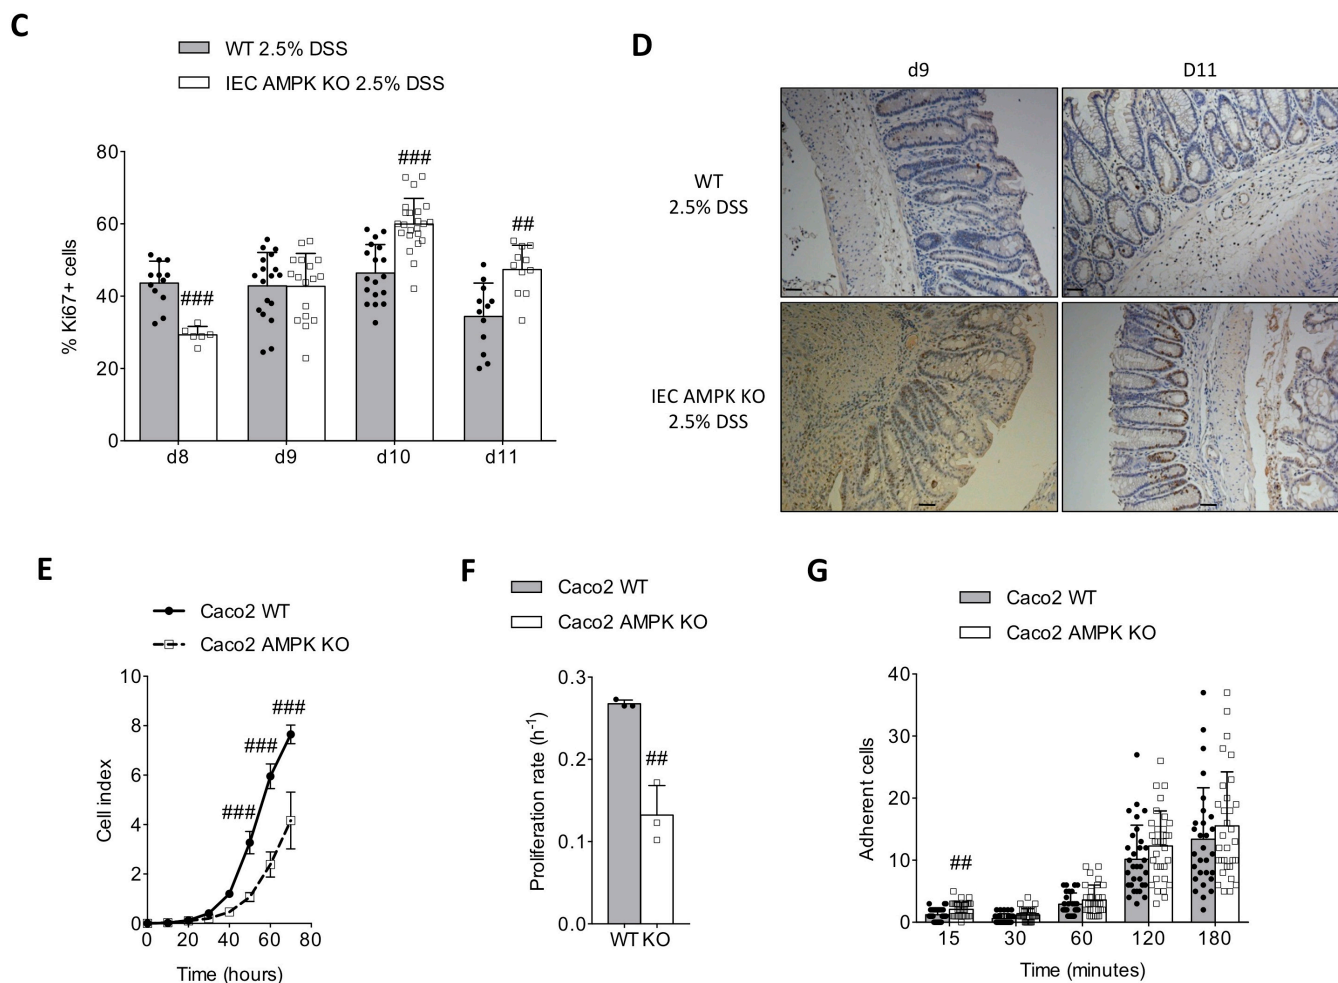 C
WT 2.5% DSS
IEC AMPK KO 2.5% DSS
% Ki67+ cells
80
60
40
20
0
###
###
##
d8
d9
d10
d11
D
d9
D11
WT
2.5% DSS
IEC AMPK KO
2.5% DSS
E
Caco2 WT
Caco2 AMPK KO
Cell index
10
8
6
4
2
0
###
###
###
0
20
40
60
80
Time (hours)
F
Caco2 WT
Caco2 AMPK KO
Proliferation rate (h-1)
0.3
0.2
0.1
0.0
##
WT KO
G
Caco2 WT
Caco2 AMPK KO
Adherent cells
40
30
20
10
0
##
15
30
60
120
180
Time (minutes)